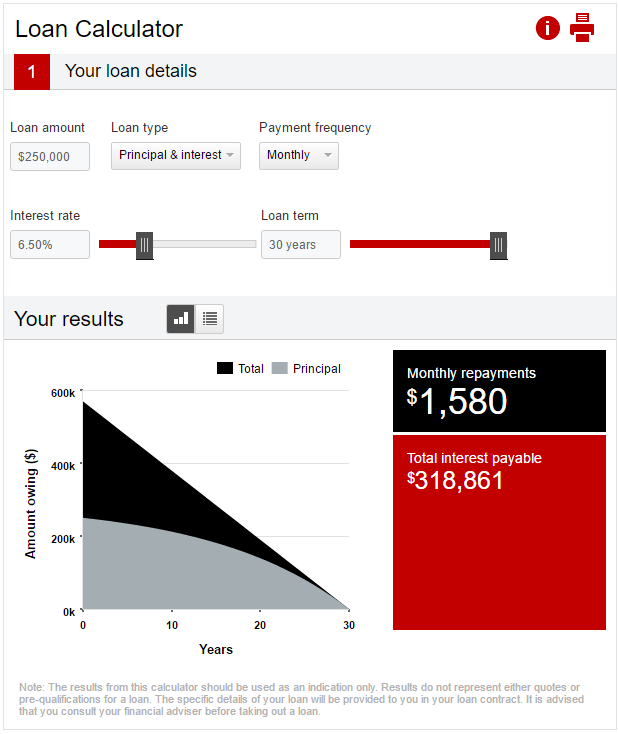 Loan Calculator
i
1 Your loan details
Loan amount Loan type Payment frequency
$250,000 Principal & interest Monthly
Interest rate Loan term
6.50% 30 years
Your results
Total Principal
Monthly repayments
$1,580
Total interest payable
$318,861
600k
400k
200k
0k
Amount owing ($)
0 10 20 30
Years
Note: The results from this calculator should be used as an indication only. Results do not represent either quotes or
pre-qualifications for a loan. The specific details of your loan will be provided to you in your loan contract. It is advised
that you consult your financial adviser before taking out a loan.